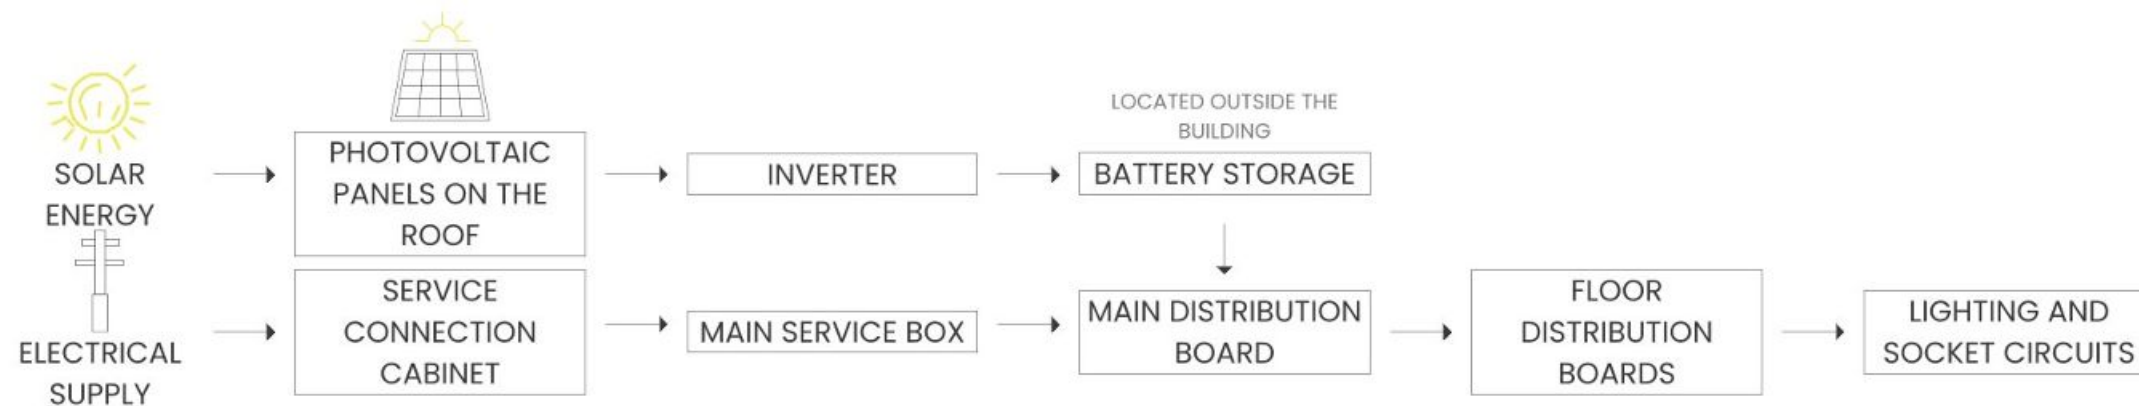 SOLAR
ENERGY
PHOTOVOLTAIC
PANELS ON THE
ROOF
INVERTER
LOCATED OUTSIDE THE
BUILDING
BATTERY STORAGE
ELECTRICAL
SUPPLY
SERVICE
CONNECTION
CABINET
MAIN SERVICE BOX
MAIN DISTRIBUTION
BOARD
FLOOR
DISTRIBUTION
BOARDS
LIGHTING AND
SOCKET CIRCUITS